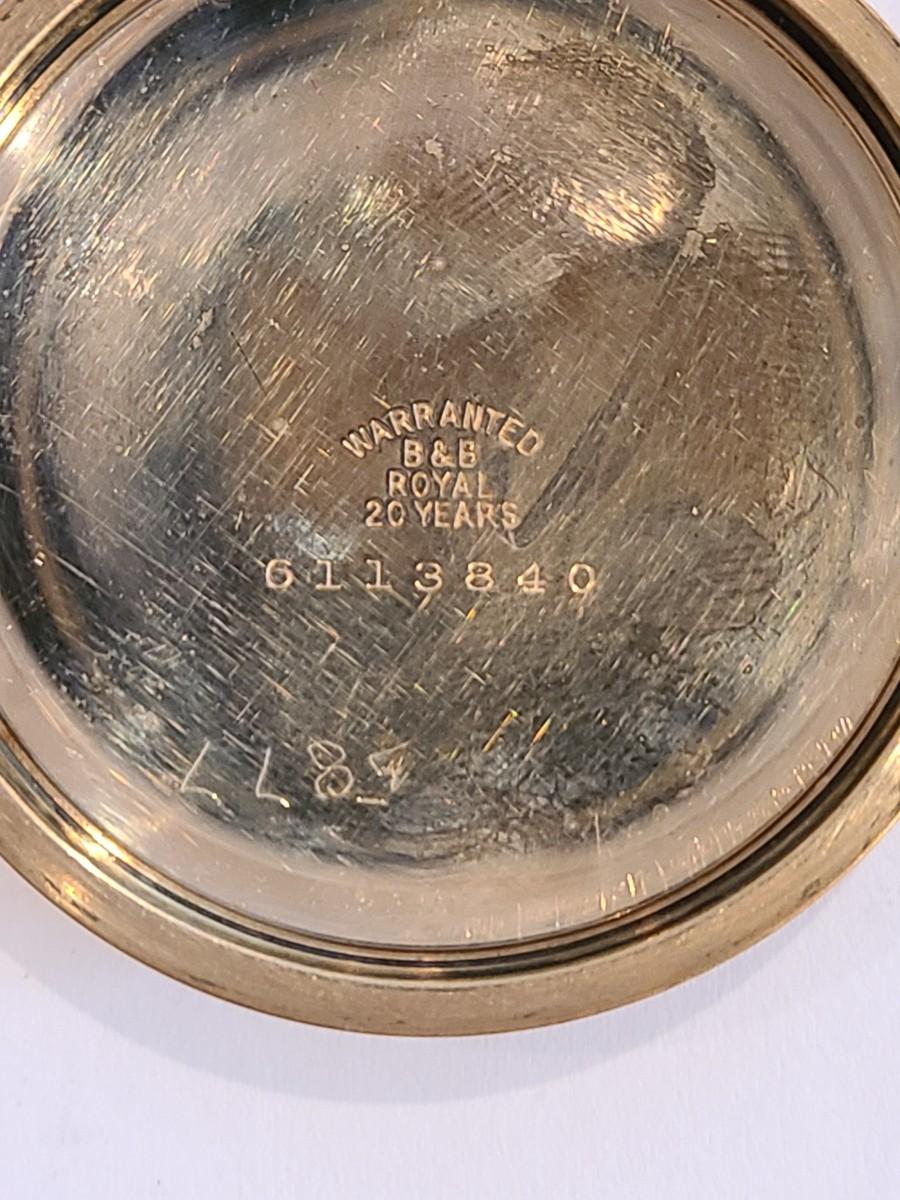 WARRANTED
B&B
ROYAL
20 YEARS
6113840